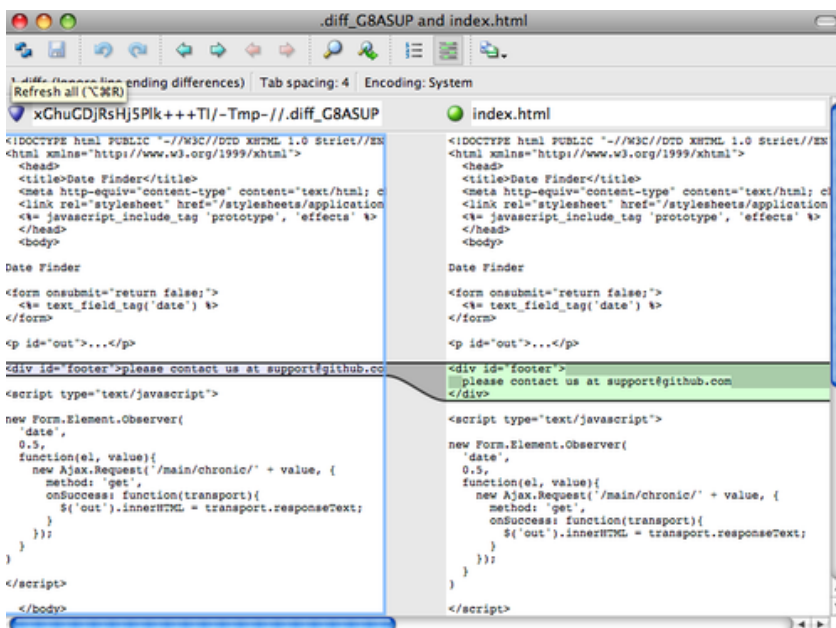 .diff_G8ASUP and index.html
1 diffs (Ignore line ending differences) Tab spacing: 4 Encoding: System
Refresh all (⌥⌘R)
xGhuGDjRsHj5Plk+++TI/-Tmp-//.diff_G8ASUP
<!DOCTYPE html PUBLIC "-//W3C//DTD XHTML 1.0 Strict//EN
<html xmlns="http://www.w3.org/1999/xhtml">
<head>
<title>Date Finder</title>
<meta http-equiv="content-type" content="text/html; c
<link rel="stylesheet" href="/stylesheets/application
<%= javascript_include_tag 'prototype', 'effects' %>
</head>
<body>
Date Finder
<form onsubmit="return false;">
<%= text_field_tag('date') %>
</form>
<p id="out">...</p>
<div id="footer">please contact us at support@github.co
<script type="text/javascript">
new Form.Element.Observer(
'date',
0.5,
function(el, value){
new Ajax.Request('/main/chronic/' + value, {
method: 'get',
onSuccess: function(transport){
$('out').innerHTML = transport.responseText;
}
});
}
)
</script>
</body>
index.html
<!DOCTYPE html PUBLIC "-//W3C//DTD XHTML 1.0 Strict//EN
<html xmlns="http://www.w3.org/1999/xhtml">
<head>
<title>Date Finder</title>
<meta http-equiv="content-type" content="text/html; c
<link rel="stylesheet" href="/stylesheets/application
<%= javascript_include_tag 'prototype', 'effects' %>
</head>
<body>
Date Finder
<form onsubmit="return false;">
<%= text_field_tag('date') %>
</form>
<p id="out">...</p>
<div id="footer">
please contact us at support@github.com
</div>
<script type="text/javascript">
new Form.Element.Observer(
'date',
0.5,
function(el, value){
new Ajax.Request('/main/chronic/' + value, {
method: 'get',
onSuccess: function(transport){
$('out').innerHTML = transport.responseText;
}
});
}
)
</script>